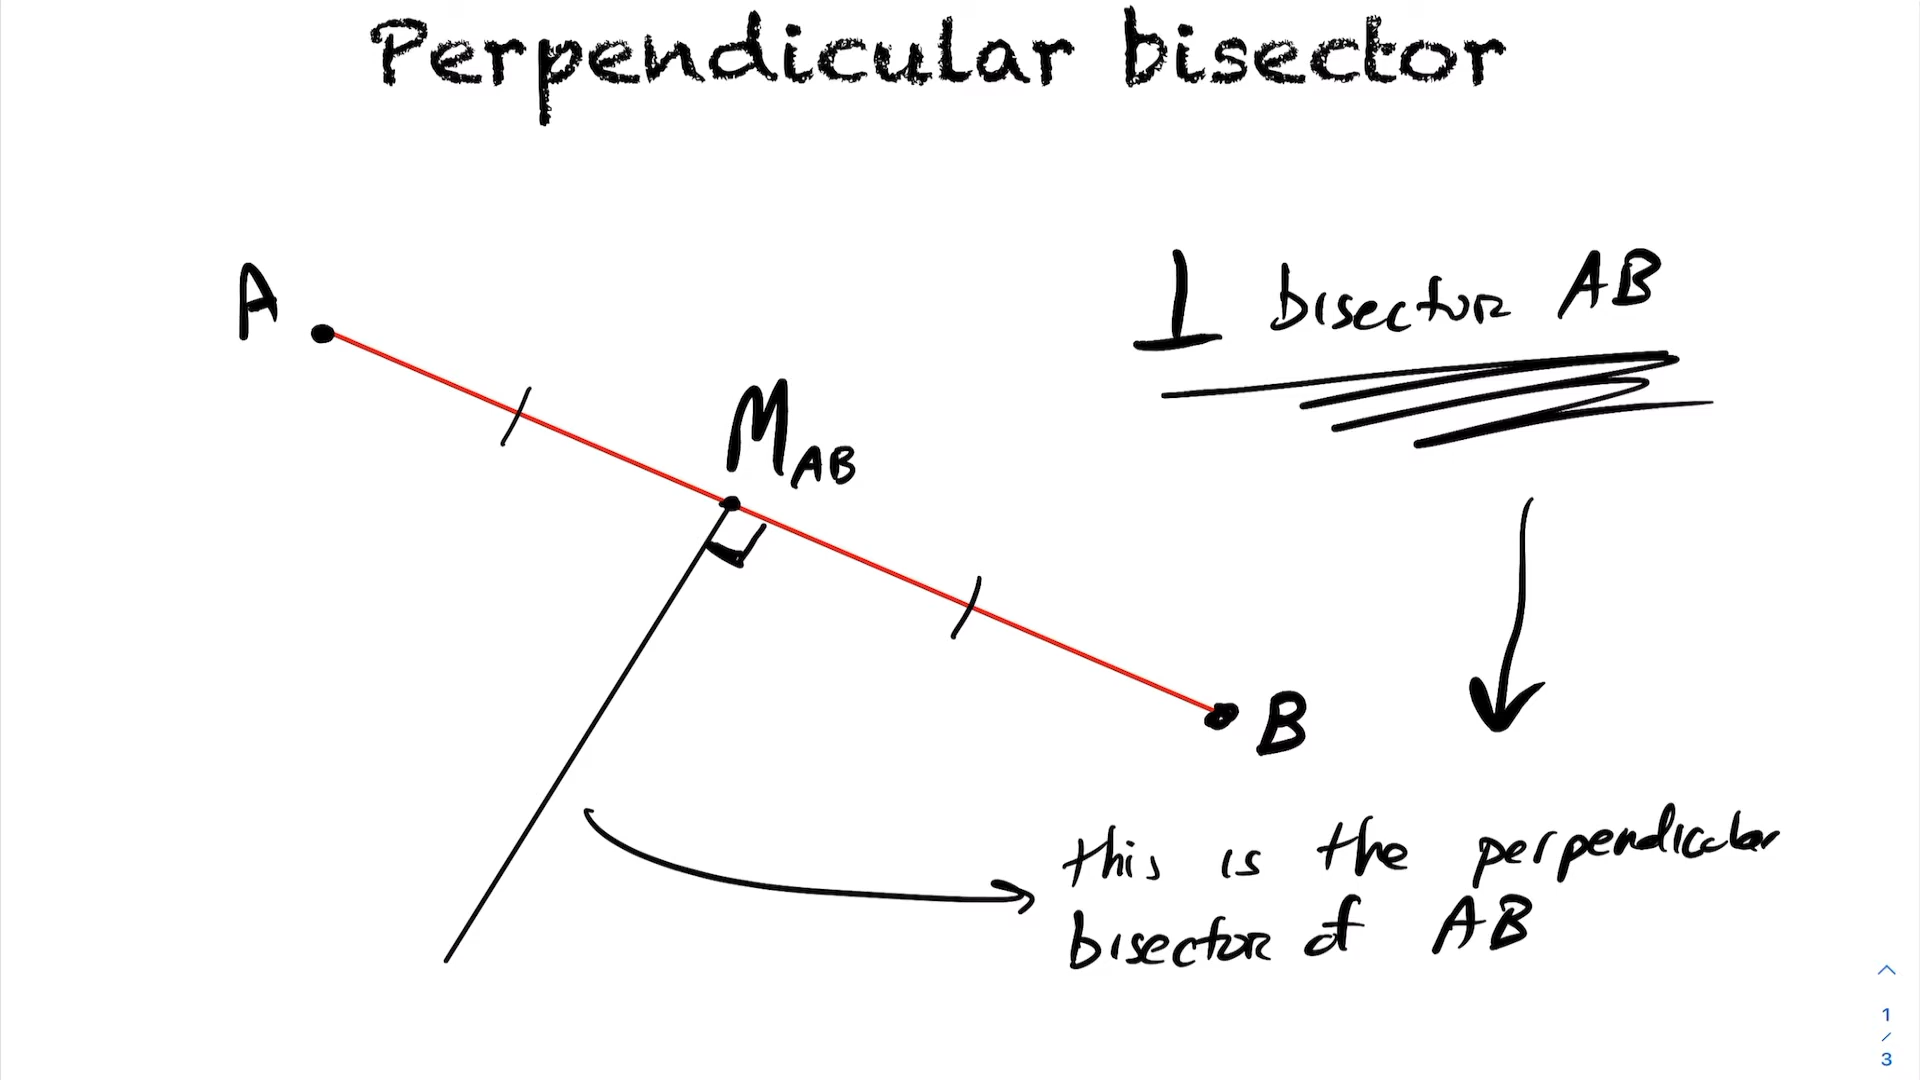 Perpendicular bisector
A
M_AB
B
⊥ bisector AB
this is the perpendicular
bisector of AB
1
/
3